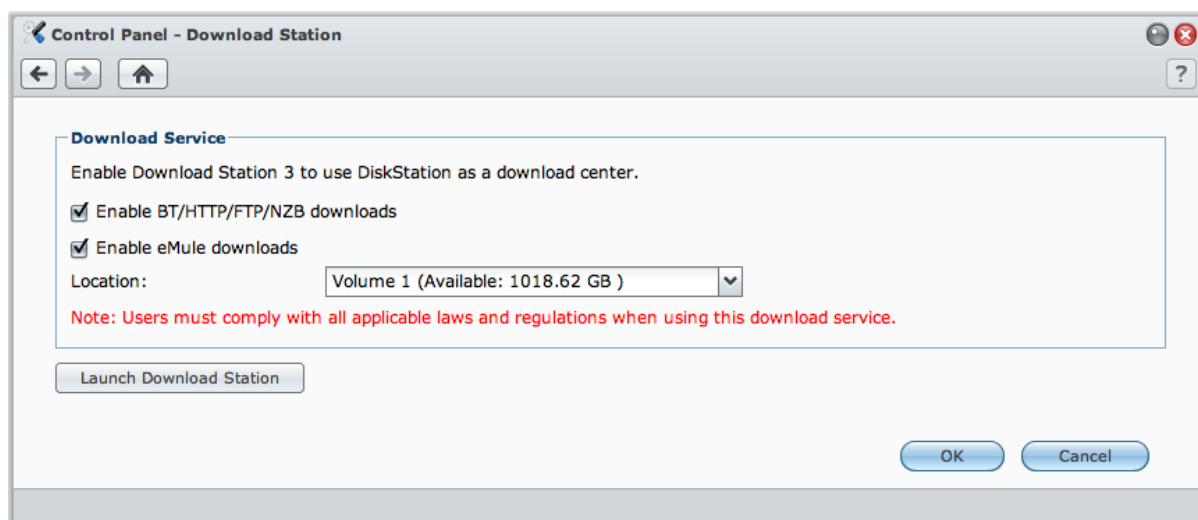 Control Panel - Download Station
?
Download Service
Enable Download Station 3 to use DiskStation as a download center.
Enable BT/HTTP/FTP/NZB downloads
Enable eMule downloads
Location: Volume 1 (Available: 1018.62 GB )
Note: Users must comply with all applicable laws and regulations when using this download service.
Launch Download Station
OK Cancel